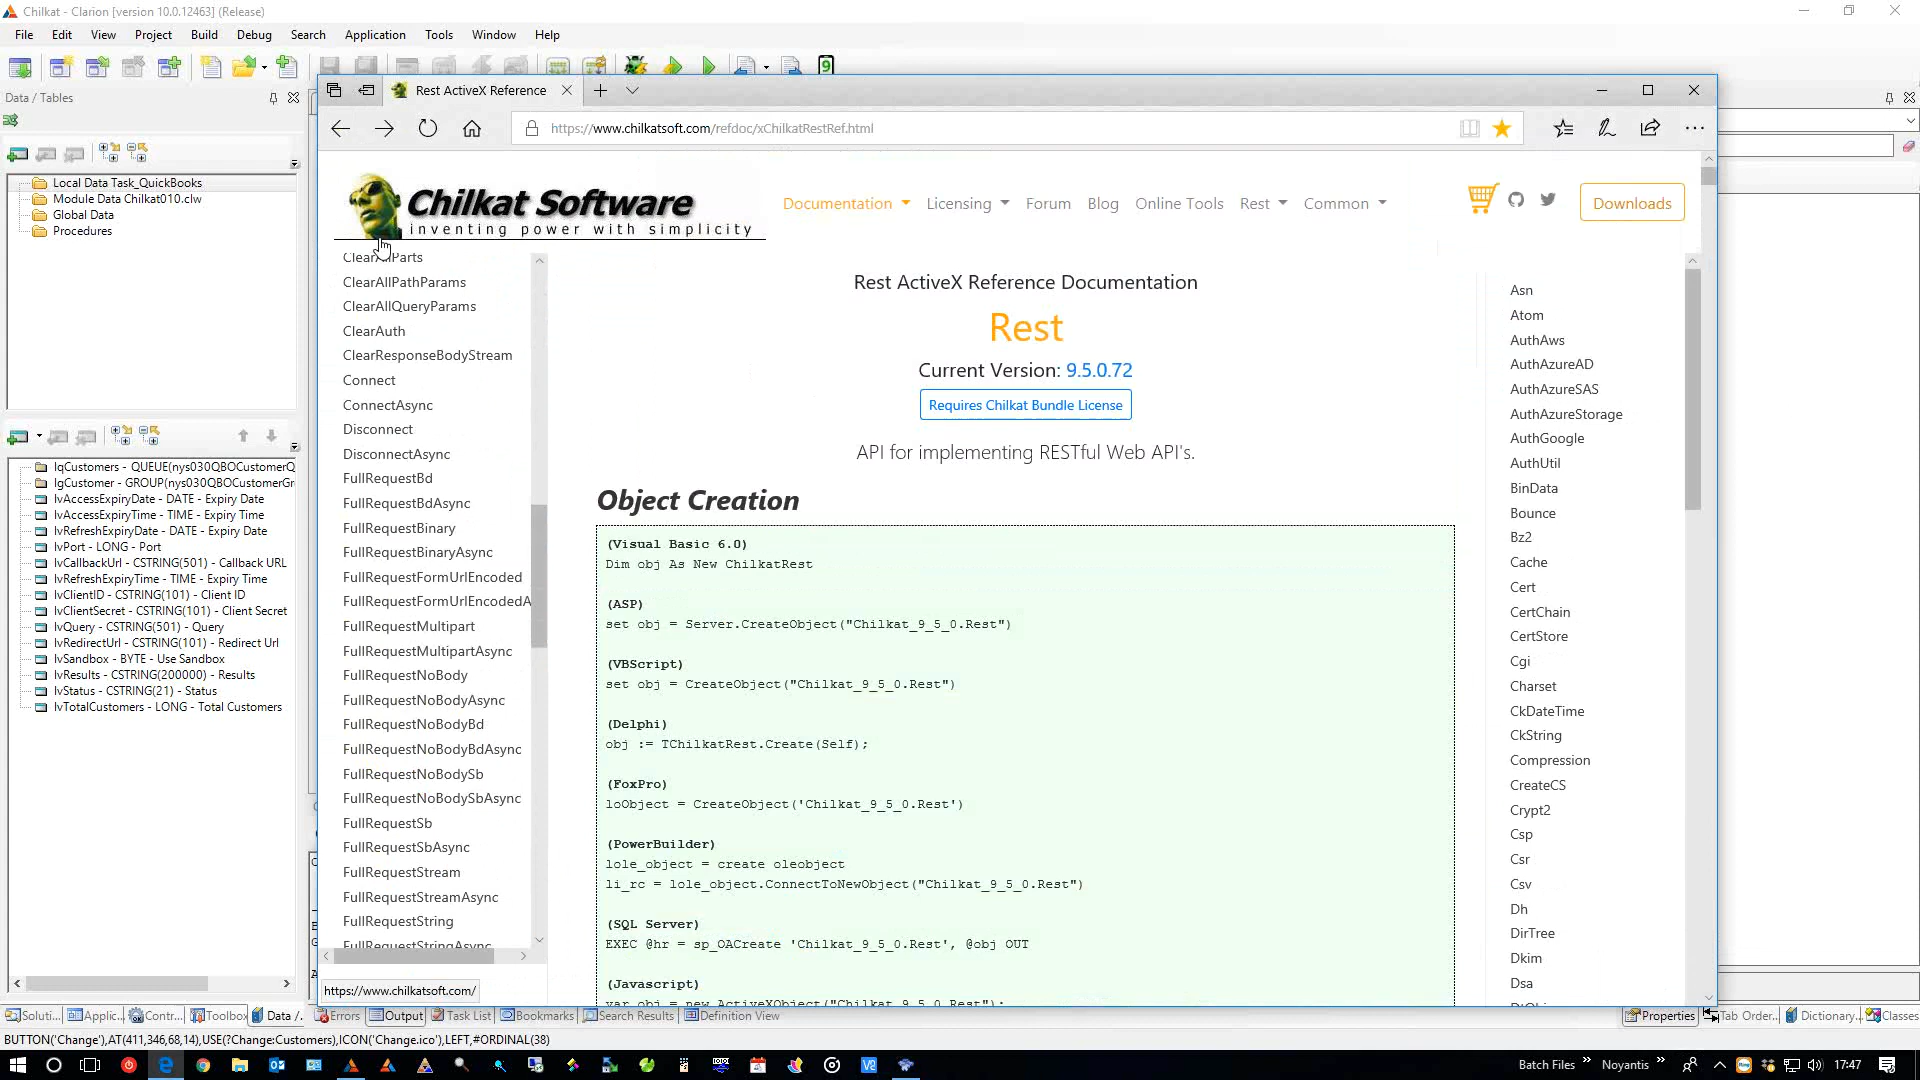 Chilkat - Clarion [version 10.0.12463] (Release)
File Edit View Project Build Debug Search Application Tools Window Help
Data / Tables
Local Data Task_QuickBooks
Module Data Chilkat010.clw
Global Data
Procedures
lqCustomers - QUEUE(nys030QBOCustomerQ
lgCustomer - GROUP(nys030QBOCustomerGr
lvAccessExpiryDate - DATE - Expiry Date
lvAccessExpiryTime - TIME - Expiry Time
lvRefreshExpiryDate - DATE - Expiry Date
lvPort - LONG - Port
lvCallbackUrl - CSTRING(501) - Callback URL
lvRefreshExpiryTime - TIME - Expiry Time
lvClientID - CSTRING(101) - Client ID
lvClientSecret - CSTRING(101) - Client Secret
lvQuery - CSTRING(501) - Query
lvRedirectUrl - CSTRING(101) - Redirect Url
lvSandbox - BYTE - Use Sandbox
lvResults - CSTRING(200000) - Results
lvStatus - CSTRING(21) - Status
lvTotalCustomers - LONG - Total Customers
Rest ActiveX Reference
https://www.chilkatsoft.com/refdoc/xChilkatRestRef.html
Chilkat Software
inventing power with simplicity
Documentation Licensing Forum Blog Online Tools Rest Common Downloads
ClearAllParts
ClearAllPathParams
ClearAllQueryParams
ClearAuth
ClearResponseBodyStream
Connect
ConnectAsync
Disconnect
DisconnectAsync
FullRequestBd
FullRequestBdAsync
FullRequestBinary
FullRequestBinaryAsync
FullRequestFormUrlEncoded
FullRequestFormUrlEncodedA
FullRequestMultipart
FullRequestMultipartAsync
FullRequestNoBody
FullRequestNoBodyAsync
FullRequestNoBodyBd
FullRequestNoBodyBdAsync
FullRequestNoBodySb
FullRequestNoBodySbAsync
FullRequestSb
FullRequestSbAsync
FullRequestStream
FullRequestStreamAsync
FullRequestString
FullRequestStringAsync
https://www.chilkatsoft.com/
Rest ActiveX Reference Documentation
Rest
Current Version: 9.5.0.72
Requires Chilkat Bundle License
API for implementing RESTful Web API's.
Object Creation
(Visual Basic 6.0)
Dim obj As New ChilkatRest
(ASP)
set obj = Server.CreateObject("Chilkat_9_5_0.Rest")
(VBScript)
set obj = CreateObject("Chilkat_9_5_0.Rest")
(Delphi)
obj := TChilkatRest.Create(Self);
(FoxPro)
loObject = CreateObject('Chilkat_9_5_0.Rest')
(PowerBuilder)
lole_object = create oleobject
li_rc = lole_object.ConnectToNewObject("Chilkat_9_5_0.Rest")
(SQL Server)
EXEC @hr = sp_OACreate 'Chilkat_9_5_0.Rest', @obj OUT
(Javascript)
var obj = new ActiveXObject("Chilkat_9_5_0.Rest");
Asn
Atom
AuthAws
AuthAzureAD
AuthAzureSAS
AuthAzureStorage
AuthGoogle
AuthUtil
BinData
Bounce
Bz2
Cache
Cert
CertChain
CertStore
Cgi
Charset
CkDateTime
CkString
Compression
CreateCS
Crypt2
Csp
Csr
Csv
Dh
DirTree
Dkim
Dsa
Soluti... Applic... Contr... Toolbox Data /... Errors Output Task List Bookmarks Search Results Definition View Properties Tab Order... Dictionary... Classes
BUTTON('Change'),AT(411,346,68,14),USE(?Change:Customers),ICON('Change.ico'),LEFT,#ORDINAL(38)
Batch Files Noyantis 17:47